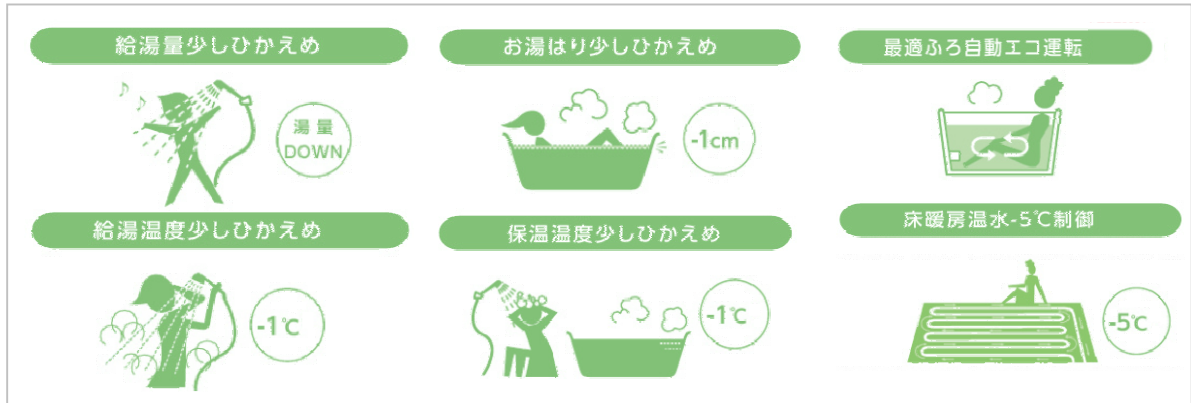 給湯量少しひかえめ
湯量
DOWN
お湯はり少しひかえめ
-1cm
最適ふろ自動エコ運転
給湯温度少しひかえめ
-1℃
保温温度少しひかえめ
-1℃
床暖房温水-5℃制御
-5℃